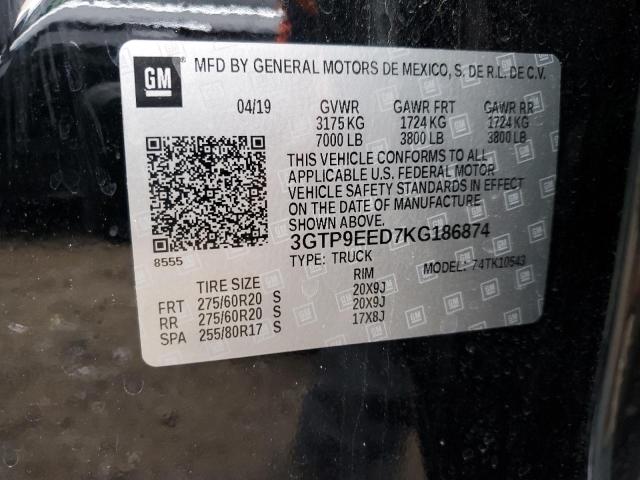 GM
MFD BY GENERAL MOTORS DE MEXICO, S. DE R.L. DE C.V.
04/19 GVWR GAWR FRT GAWR RR
3175 KG 1724 KG 1724 KG
7000 LB 3800 LB 3800 LB
THIS VEHICLE CONFORMS TO ALL
APPLICABLE U.S. FEDERAL MOTOR
VEHICLE SAFETY STANDARDS IN EFFECT
ON THE DATE OF MANUFACTURE
SHOWN ABOVE.
3GTP9EED7KG186874
8555 TYPE: TRUCK MODEL: 74TK10543
TIRE SIZE RIM
FRT 275/60R20 S 20X9J
RR 275/60R20 S 20X9J
SPA 255/80R17 S 17X8J